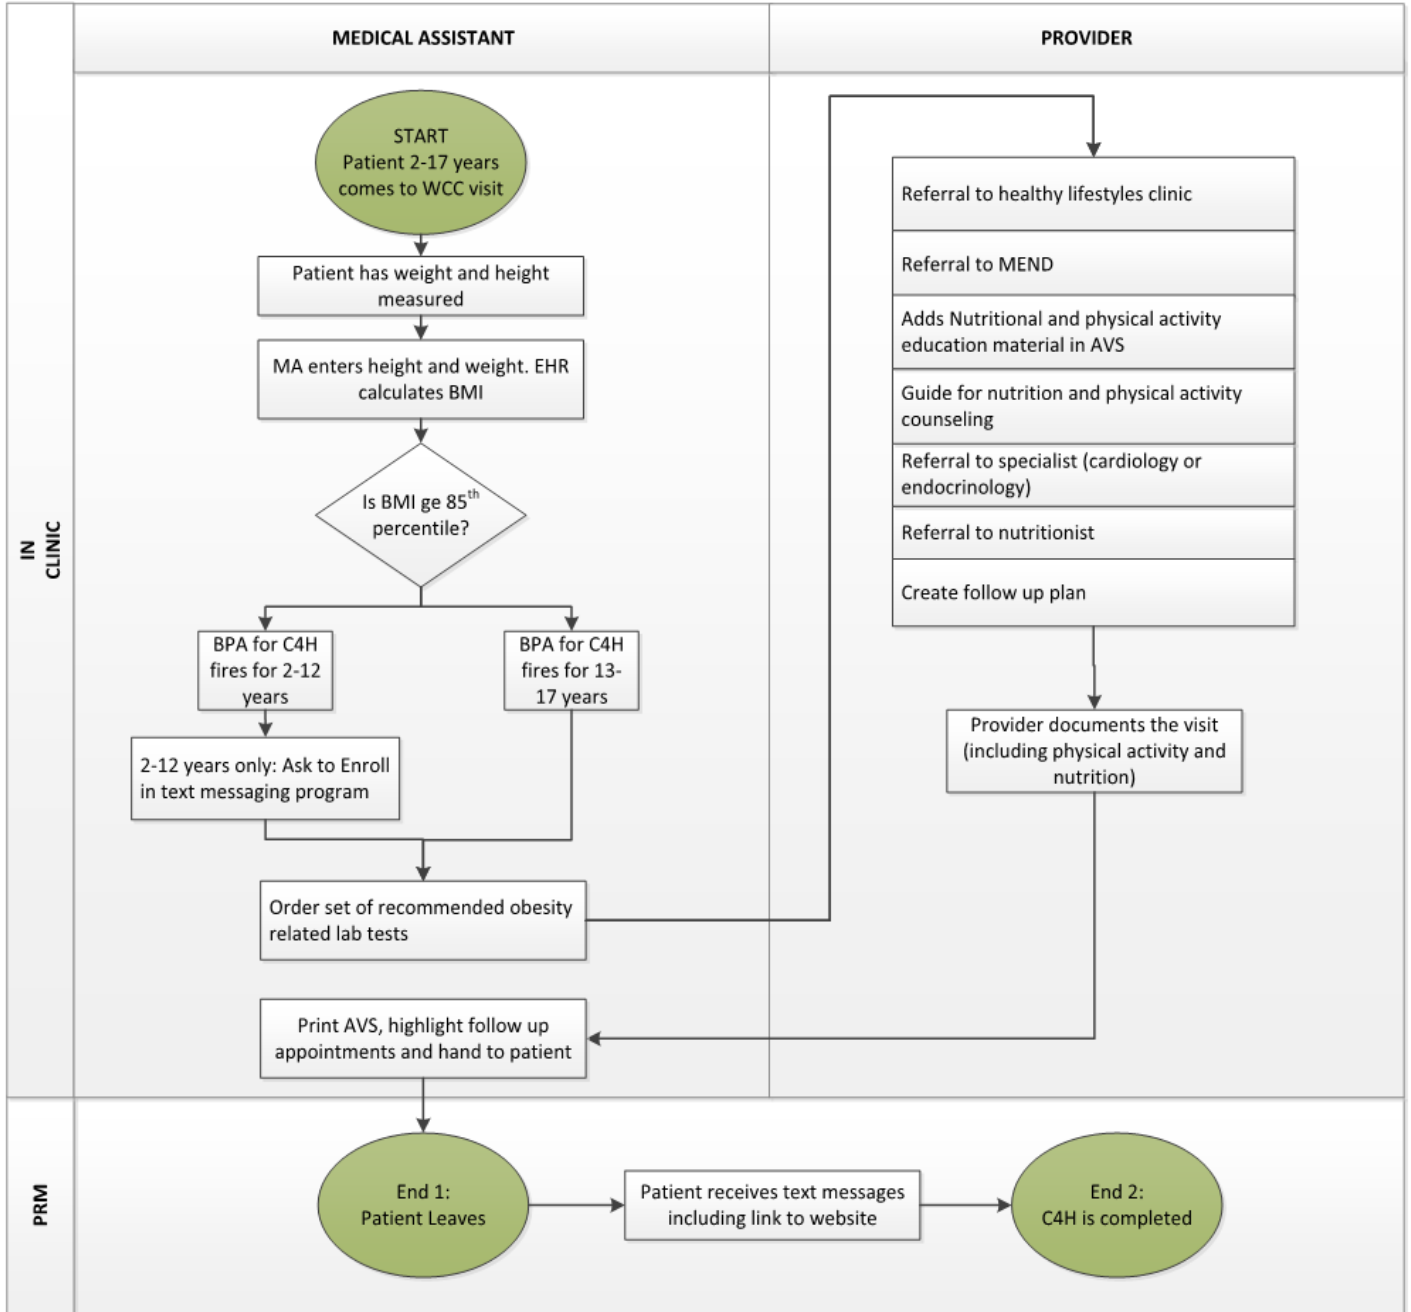 MEDICAL ASSISTANT
PROVIDER
IN
CLINIC
START
Patient 2-17 years
comes to WCC visit
Patient has weight and height
measured
MA enters height and weight. EHR
calculates BMI
Is BMI ge 85th
percentile?
BPA for C4H
fires for 2-12
years
BPA for C4H
fires for 13-
17 years
2-12 years only: Ask to Enroll
in text messaging program
Order set of recommended obesity
related lab tests
Referral to healthy lifestyles clinic
Referral to MEND
Adds Nutritional and physical activity
education material in AVS
Guide for nutrition and physical activity
counseling
Referral to specialist (cardiology or
endocrinology)
Referral to nutritionist
Create follow up plan
Provider documents the visit
(including physical activity and
nutrition)
Print AVS, highlight follow up
appointments and hand to patient
PRM
End 1:
Patient Leaves
Patient receives text messages
including link to website
End 2:
C4H is completed